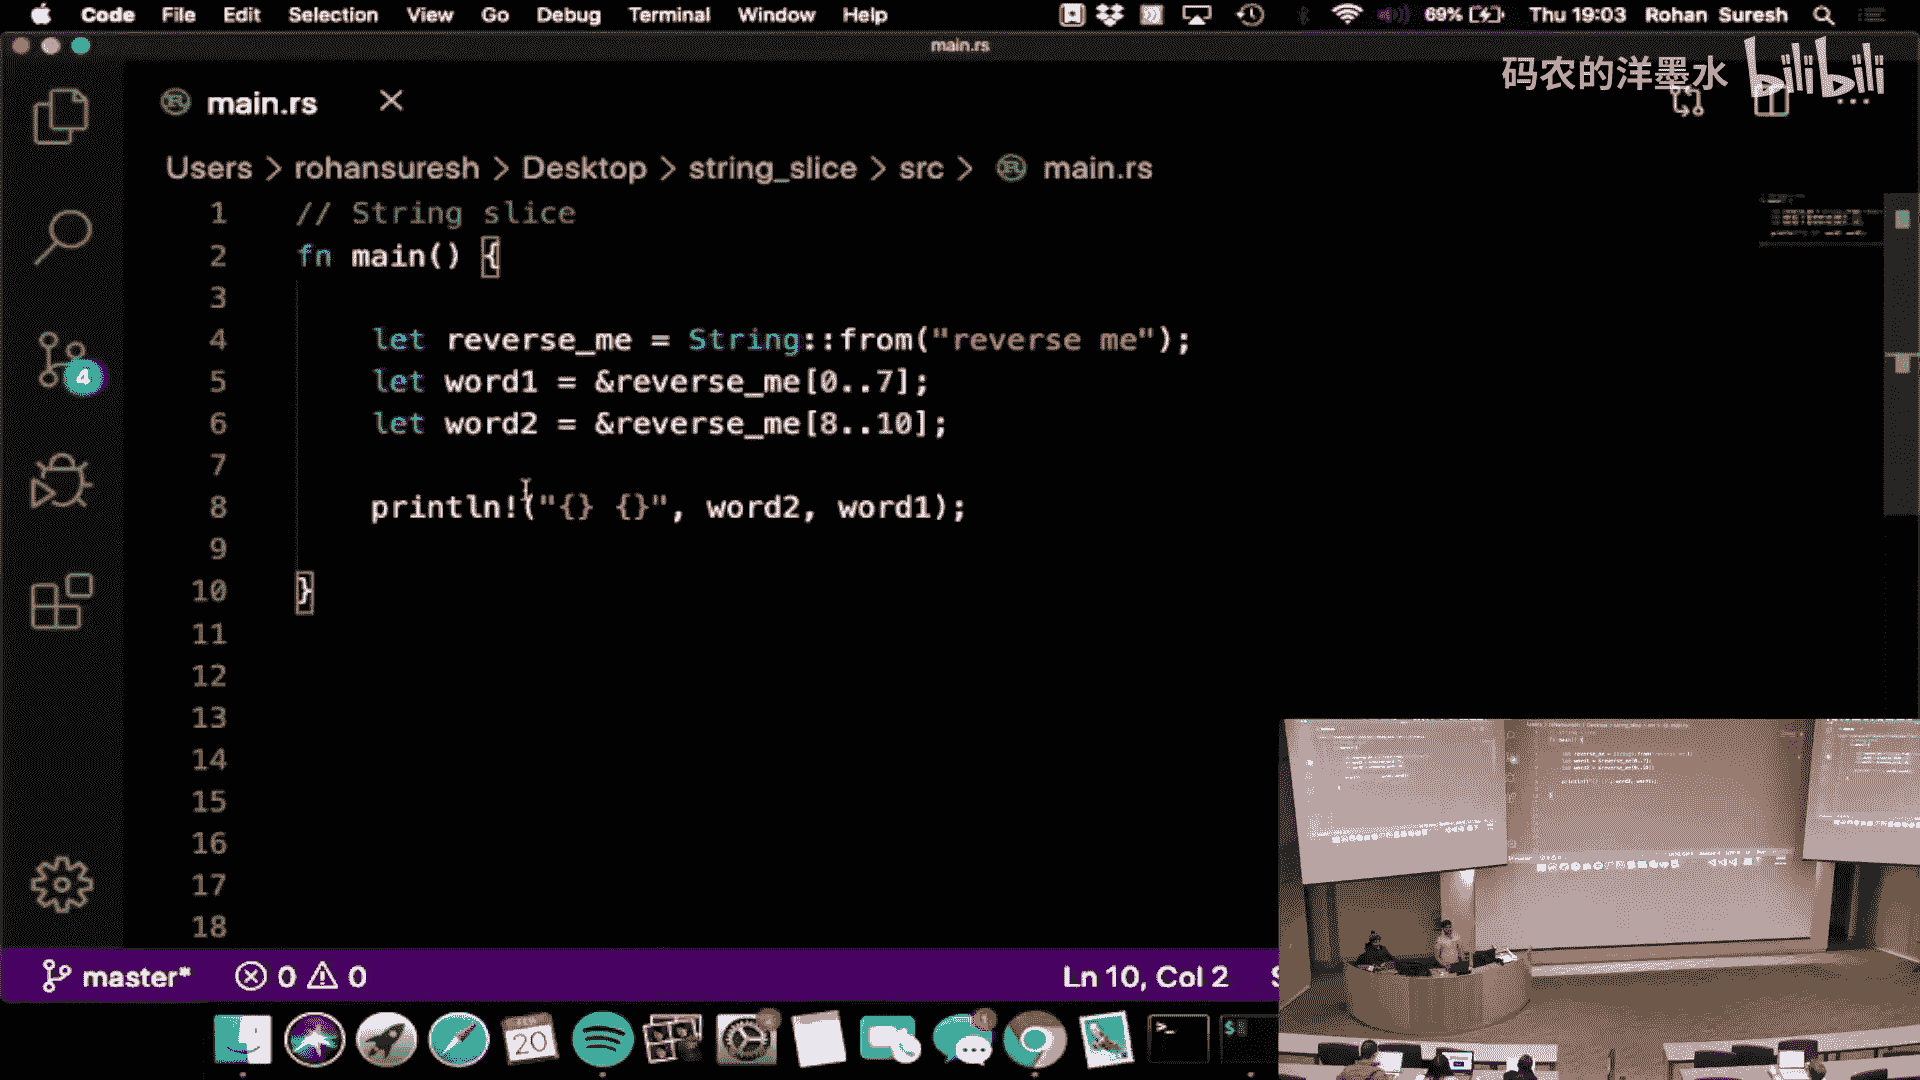 Code File Edit Selection View Go Debug Terminal Window Help 69% Thu 19:03 Rohan Suresh
main.rs
码农的洋墨水 bilibili
main.rs
Users > rohansuresh > Desktop > string_slice > src > main.rs
1 // String slice
2 fn main() {
3
4 let reverse_me = String::from("reverse me");
5 let word1 = &reverse_me[0..7];
6 let word2 = &reverse_me[8..10];
7
8 println!("{} {}", word2, word1);
9
10 }
11
12
13
14
15
16
17
18
4
master* 0 0 Ln 10, Col 2
FEB
20